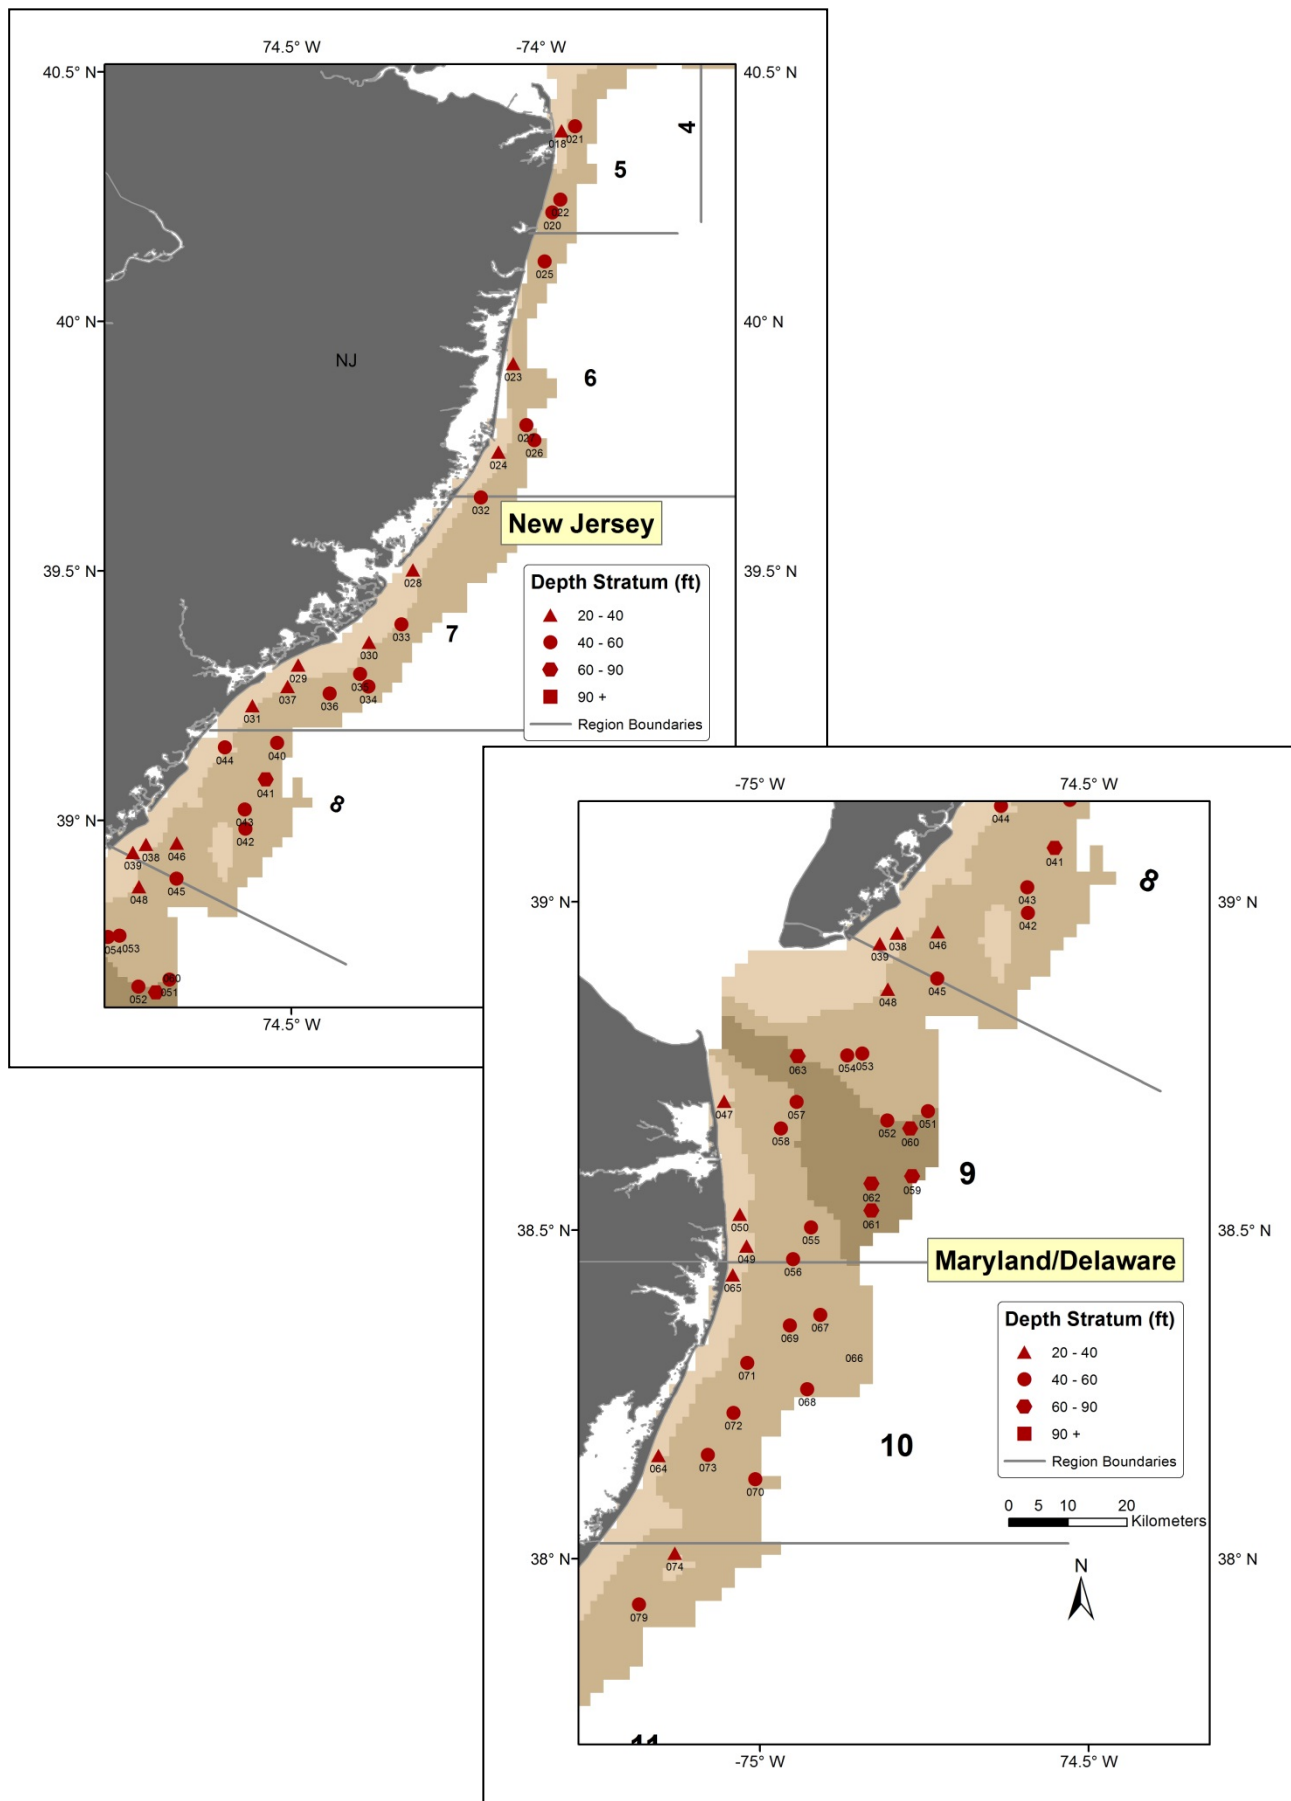 74.5° W
-74° W
40.5° N
40.5° N
4
018
021
5
022
020
025
40° N
40° N
NJ
023
6
027
026
024
032
New Jersey
39.5° N
39.5° N
028
Depth Stratum (ft)
20 - 40
40 - 60
60 - 90
90 +
Region Boundaries
033
7
030
029
035
034
037
036
031
044
040
041
8
043
39° N
042
038
046
039
045
048
054
053
060
052
051
74.5° W
-75° W
74.5° W
044
041
8
043
39° N
39° N
042
038
046
039
045
048
063
054
053
047
057
051
052
058
060
9
059
062
050
061
38.5° N
38.5° N
055
049
056
Maryland/Delaware
065
Depth Stratum (ft)
20 - 40
40 - 60
60 - 90
90 +
Region Boundaries
067
069
066
071
068
072
10
064
073
070
0 5 10 20
Kilometers
38° N
38° N
074
N
079
11
-75° W
74.5° W